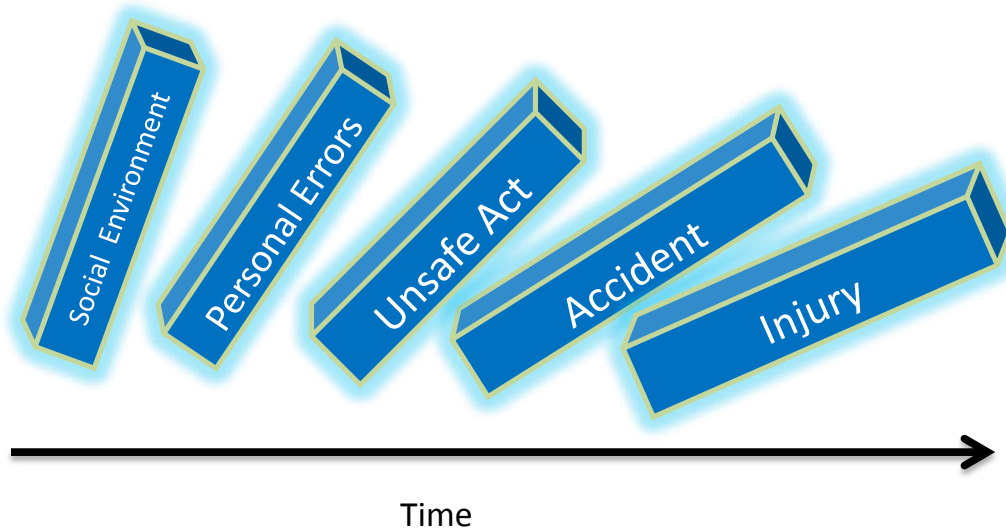 Social Environment
Personal Errors
Unsafe Act
Accident
Injury
Time